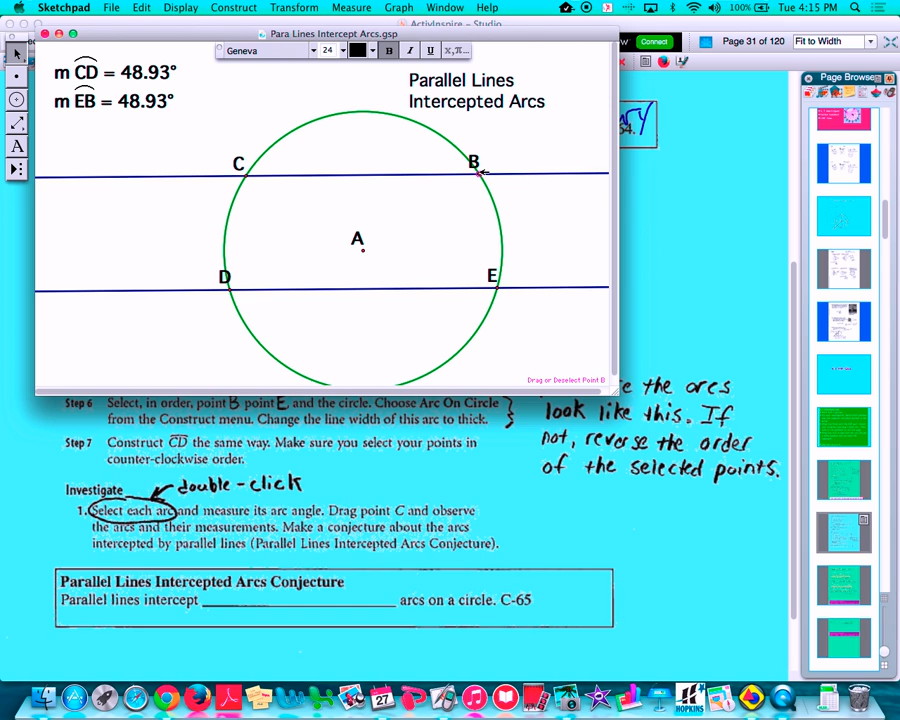 Sketchpad File Edit Display Construct Transform Measure Graph Window Help
100% Tue 4:15 PM
ActivInspire - Studio
Para Lines Intercept Arcs.gsp
Connect
Page 31 of 120
Fit to Width
Geneva 24 B I U
Page Browse
m CD = 48.93°
m EB = 48.93°
Parallel Lines
Intercepted Arcs
C
B
A
D
E
A
Drag or Deselect Point B
Step 6 Select, in order, point B point E, and the circle. Choose Arc On Circle
from the Construct menu. Change the line width of this arc to thick.
Step 7 Construct CD the same way. Make sure you select your points in
counter-clockwise order.
the arcs
look like this. If
not, reverse the order
of the selected points.
Investigate
double-click
1. Select each arc and measure its arc angle. Drag point C and observe
the arcs and their measurements. Make a conjecture about the arcs
intercepted by parallel lines (Parallel Lines Intercepted Arcs Conjecture).
Parallel Lines Intercepted Arcs Conjecture
Parallel lines intercept ____________________ arcs on a circle. C-65
HOPKINS